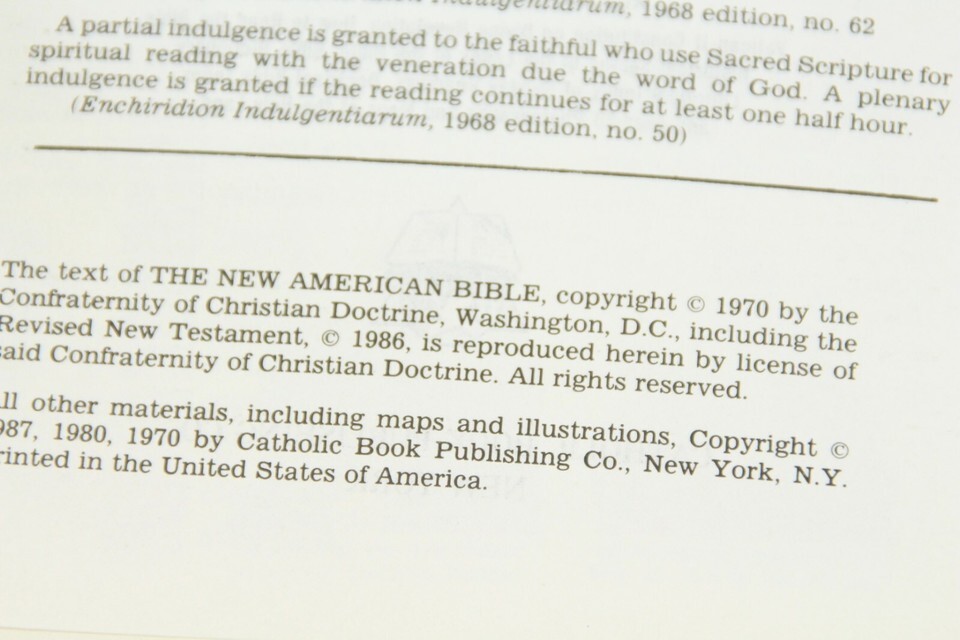 Indulgentiarum, 1968 edition, no. 62
A partial indulgence is granted to the faithful who use Sacred Scripture for
spiritual reading with the veneration due the word of God. A plenary
indulgence is granted if the reading continues for at least one half hour.
(Enchiridion Indulgentiarum, 1968 edition, no. 50)
The text of THE NEW AMERICAN BIBLE, copyright © 1970 by the
Confraternity of Christian Doctrine, Washington, D.C., including the
Revised New Testament, © 1986, is reproduced herein by license of
said Confraternity of Christian Doctrine. All rights reserved.
ll other materials, including maps and illustrations, Copyright ©
987, 1980, 1970 by Catholic Book Publishing Co., New York, N.Y.
rinted in the United States of America.